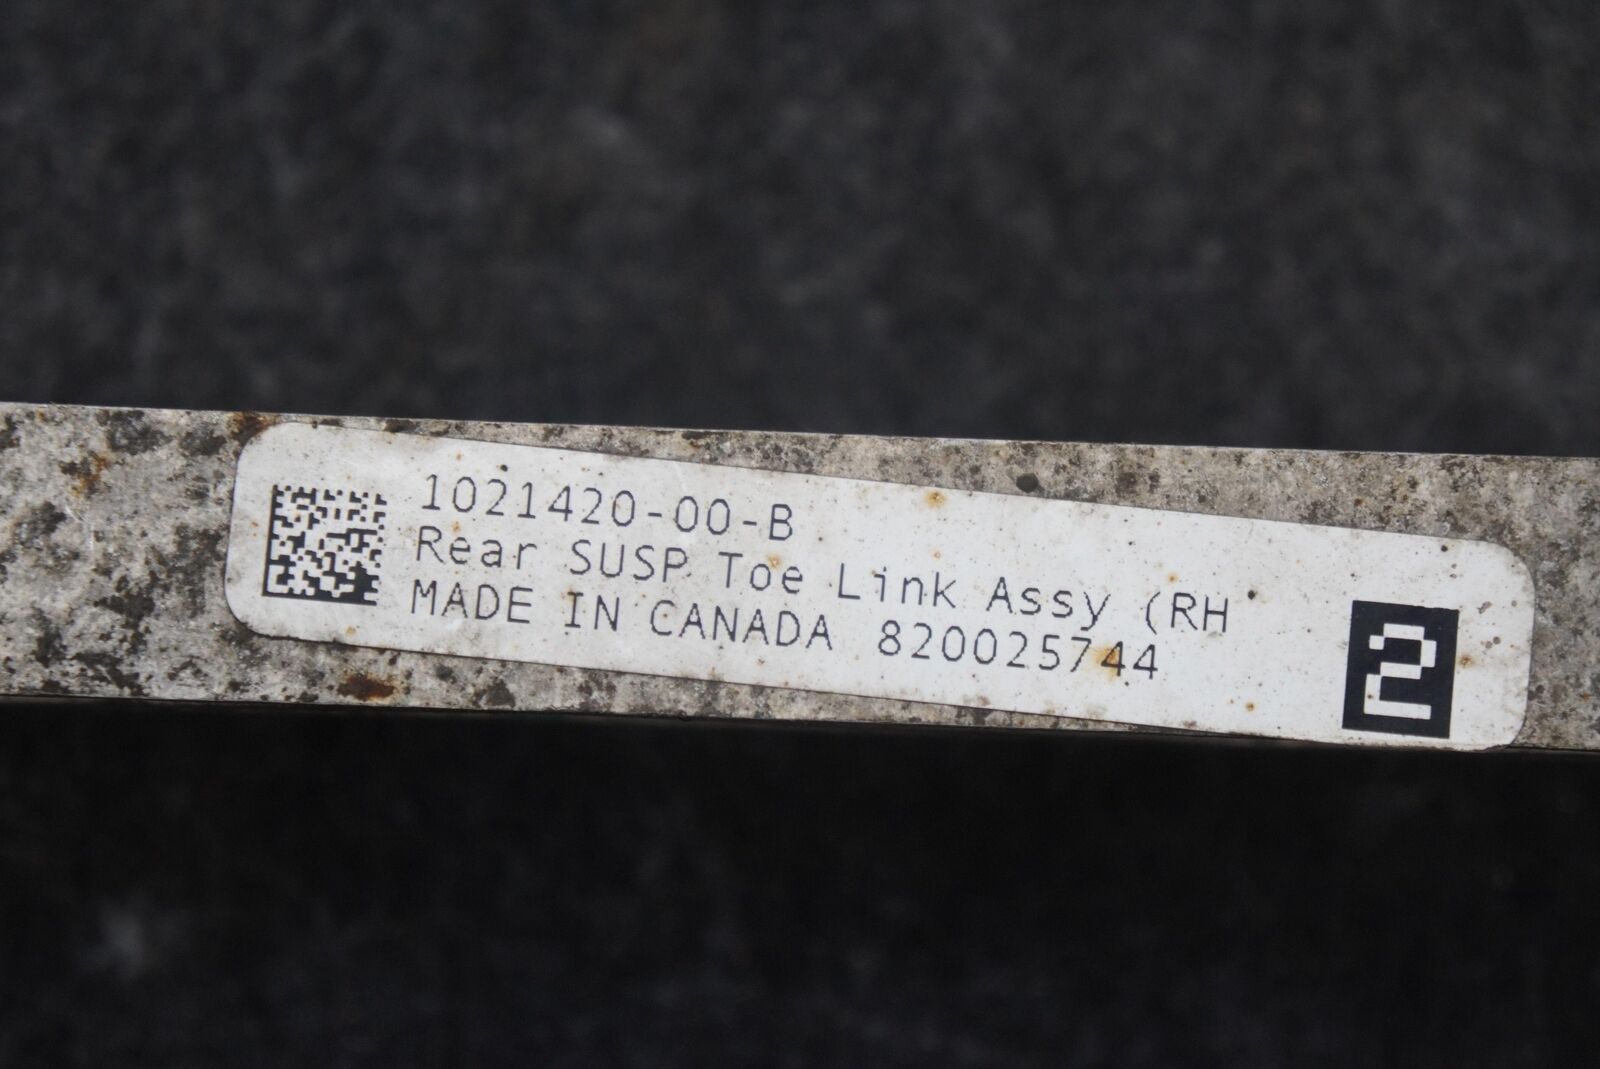 1021420-00-B
Rear SUSP Toe Link Assy (RH
MADE IN CANADA 820025744
2